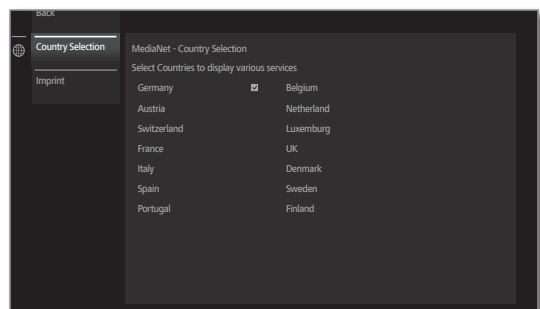 Back
Country Selection
Imprint
MediaNet - Country Selection
Select Countries to display various services
Germany Belgium
Austria Netherland
Switzerland Luxemburg
France UK
Italy Denmark
Spain Sweden
Portugal Finland